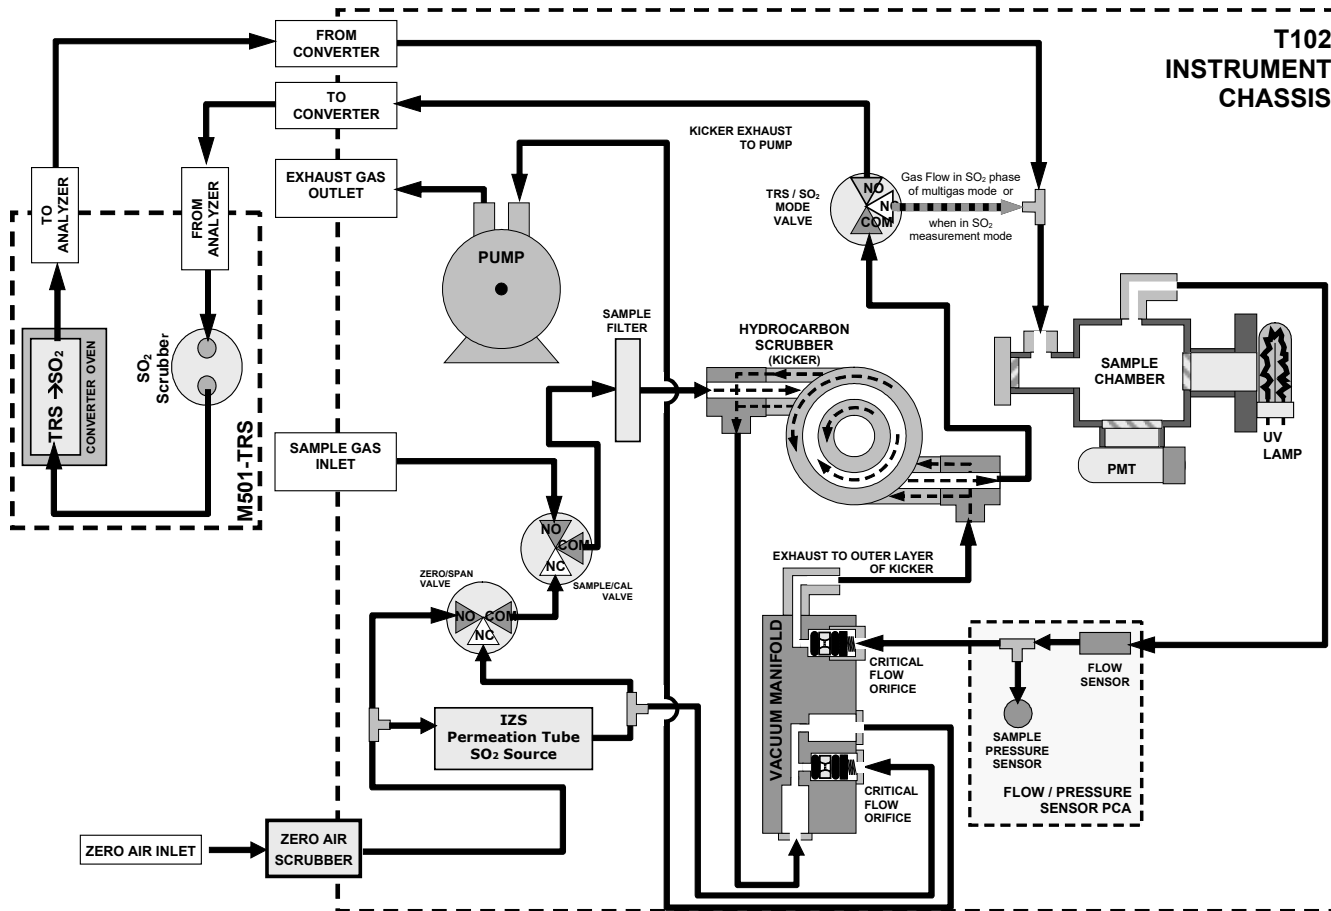 T102
INSTRUMENT
CHASSIS
FROM
CONVERTER
TO
CONVERTER
EXHAUST GAS
OUTLET
KICKER EXHAUST
TO PUMP
TRS / SO₂
MODE
VALVE
NO
NC
COM
Gas Flow in SO₂ phase
of multigas mode or
when in SO₂
measurement mode
TO
ANALYZER
FROM
ANALYZER
PUMP
SAMPLE
FILTER
HYDROCARBON
SCRUBBER
(KICKER)
SAMPLE
CHAMBER
UV
LAMP
PMT
TRS →SO₂
CONVERTER OVEN
SO₂
Scrubber
M501-TRS
SAMPLE GAS
INLET
NO
COM
NC
SAMPLE/CAL
VALVE
ZERO/SPAN
VALVE
NO
COM
NC
EXHAUST TO OUTER LAYER
OF KICKER
VACUUM MANIFOLD
CRITICAL
FLOW
ORIFICE
FLOW
SENSOR
SAMPLE
PRESSURE
SENSOR
FLOW / PRESSURE
SENSOR PCA
IZS
Permeation Tube
SO₂ Source
CRITICAL
FLOW
ORIFICE
ZERO AIR INLET
ZERO AIR
SCRUBBER